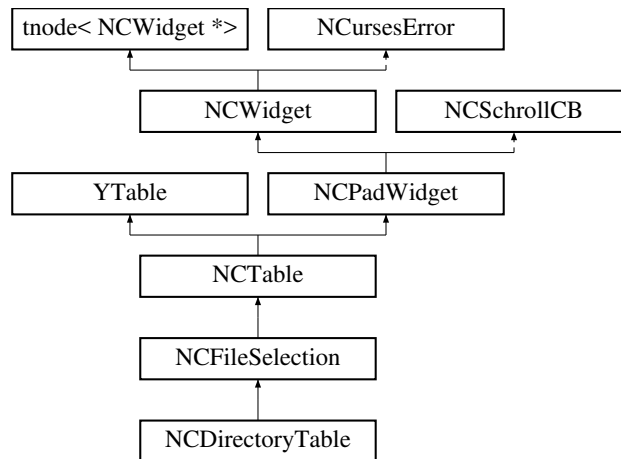 tnode< NCWidget *>
NCursesError
NCWidget
NCSchrollCB
YTable
NCPadWidget
NCTable
NCFileSelection
NCDirectoryTable